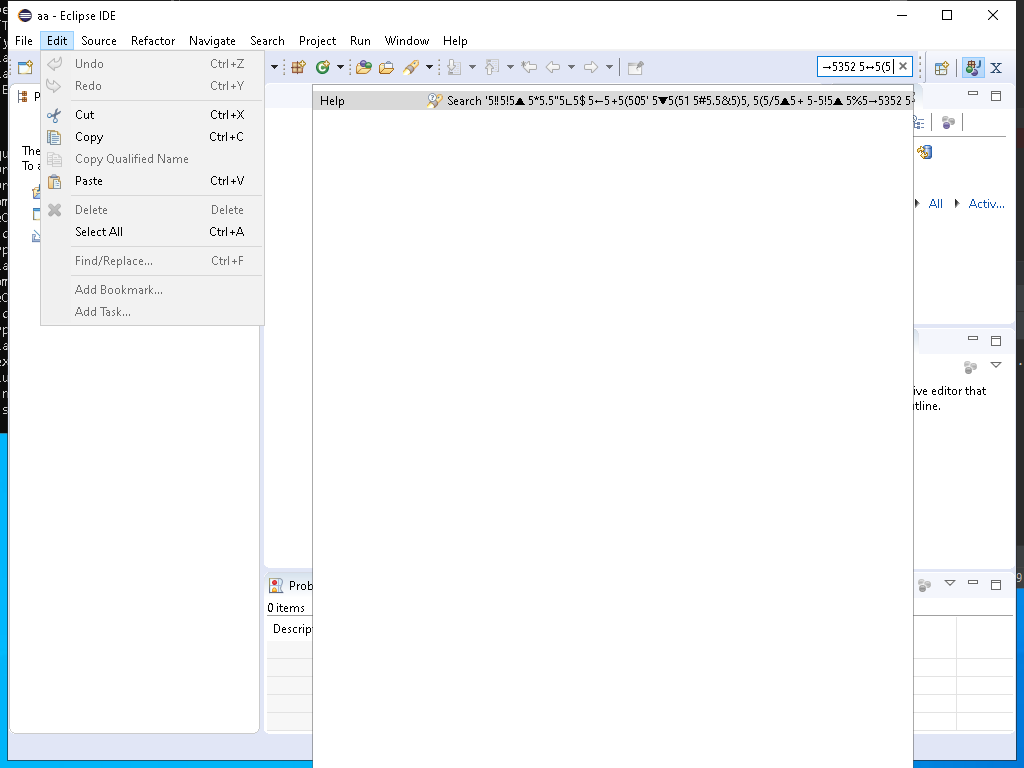 aa - Eclipse IDE
File Edit Source Refactor Navigate Search Project Run Window Help
→5352 5↔5(5
Undo Ctrl+Z
Redo Ctrl+Y
Cut Ctrl+X
Copy Ctrl+C
Copy Qualified Name
Paste Ctrl+V
Delete Delete
Select All Ctrl+A
Find/Replace... Ctrl+F
Add Bookmark...
Add Task...
P
The
To a
Help
Search '5‼5!5▲ 5*5.5"5∟5$ 5←5+5(505' 5▼5(51 5#5.5&5)5, 5(5/5▲5+ 5-5!5▲ 5%5→5352 5
All Activ...
ive editor that
tline.
Prob
0 items
Descrip